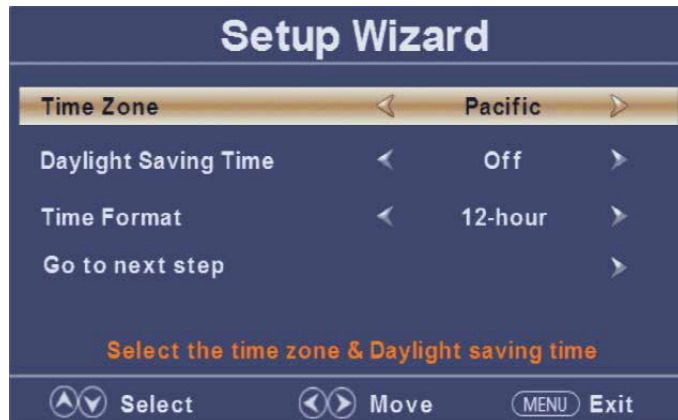 Setup Wizard
Time Zone Pacific
Daylight Saving Time Off
Time Format 12-hour
Go to next step
Select the time zone & Daylight saving time
Select Move MENU Exit